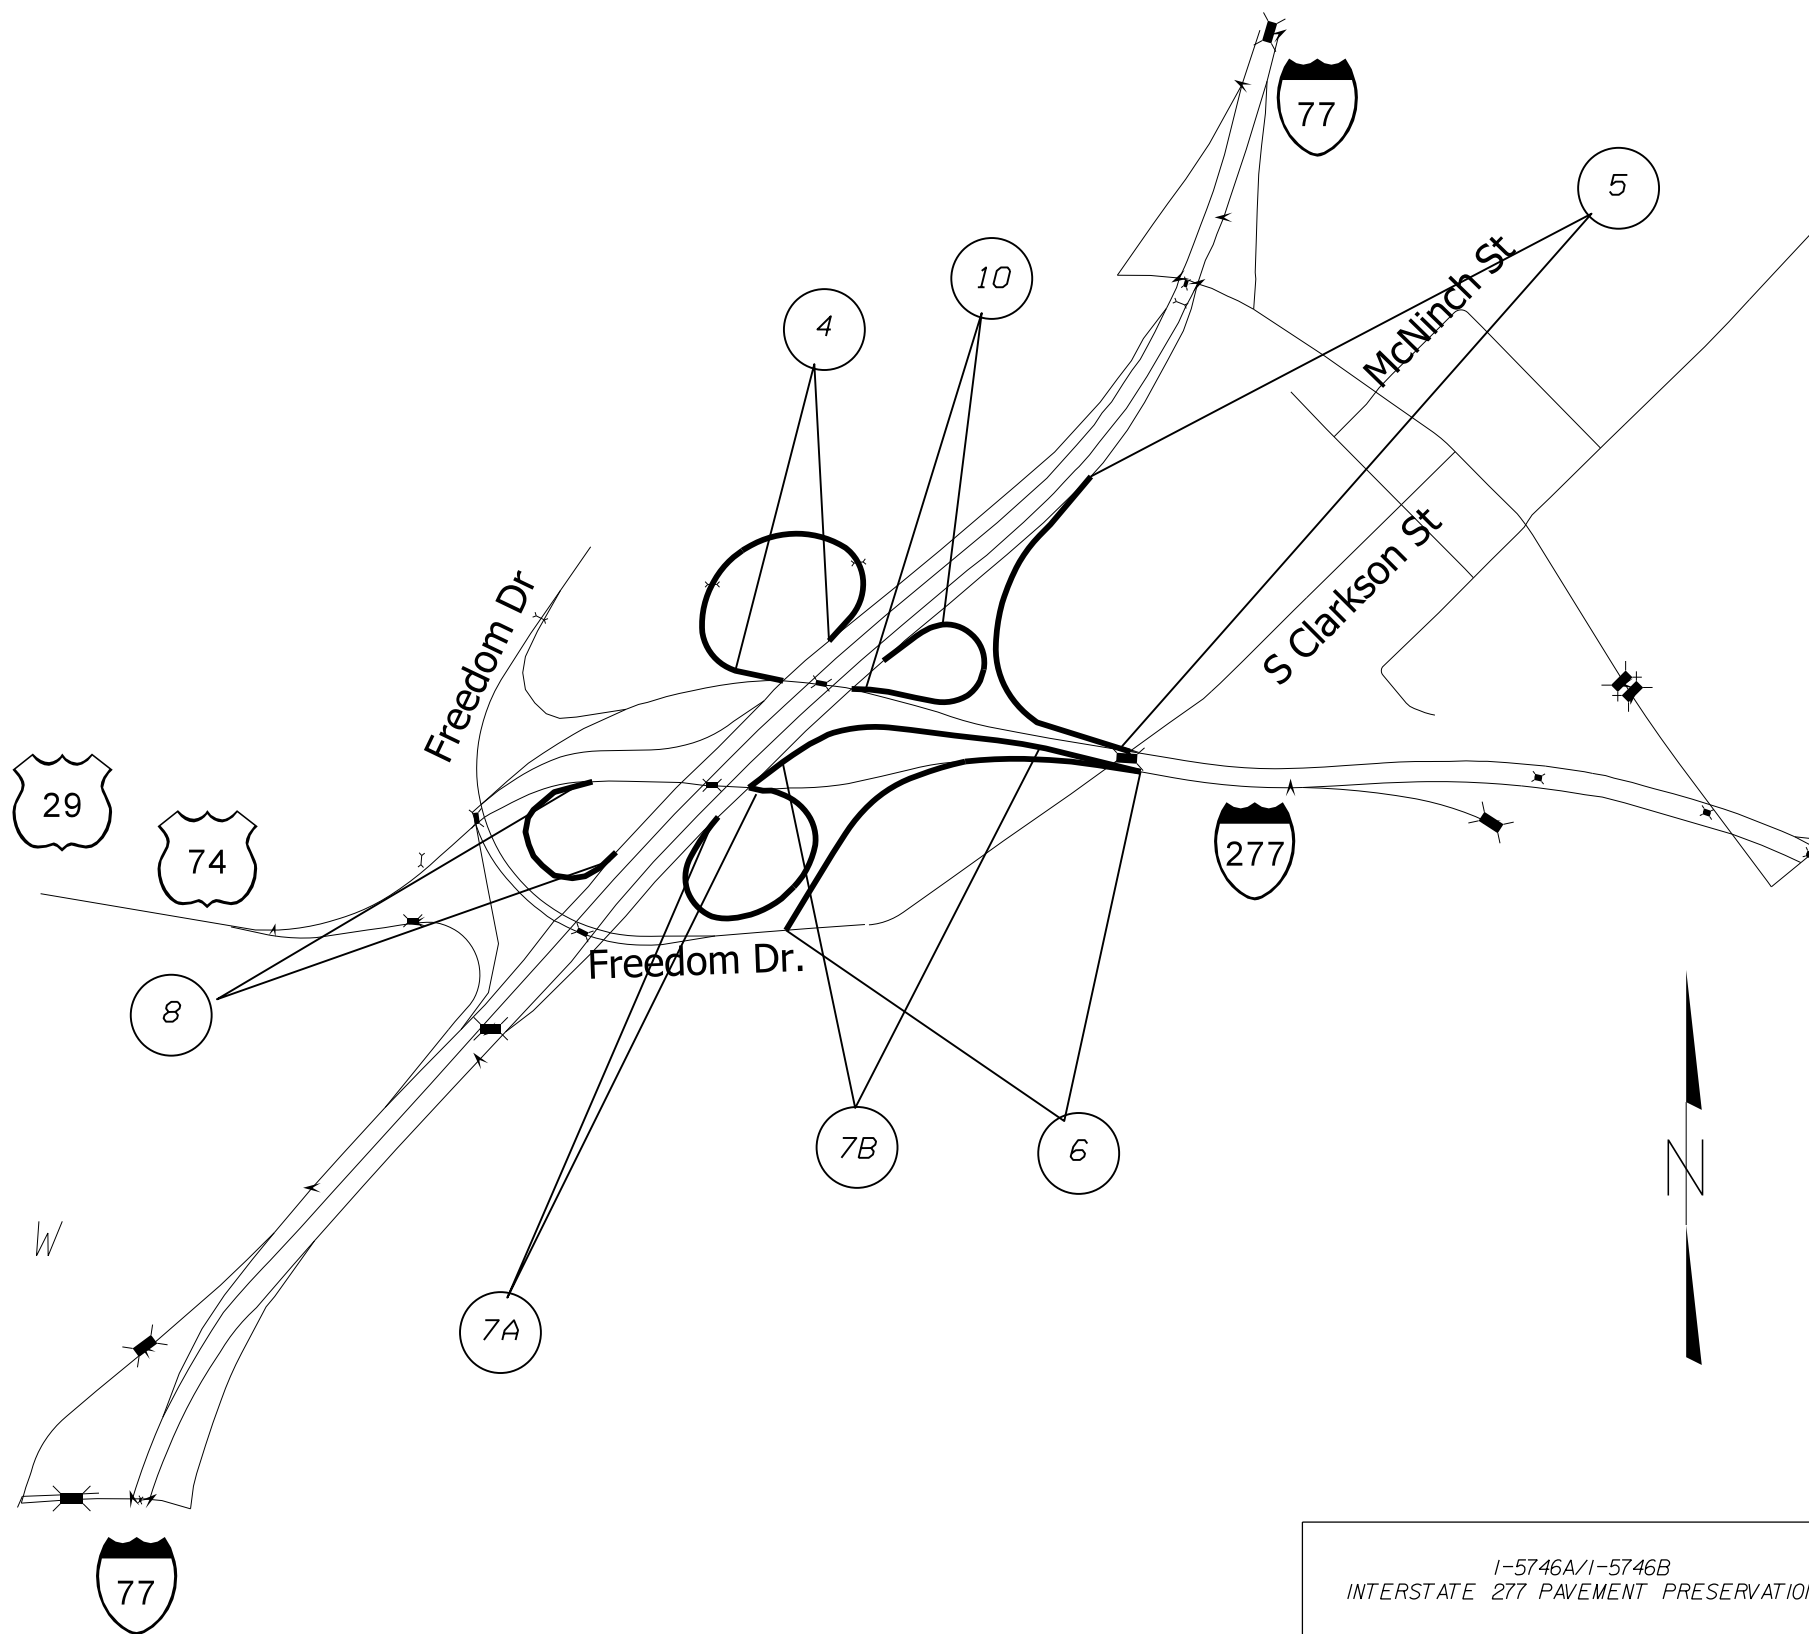 77
5
McNinch St
10
4
S Clarkson St
Freedom Dr
29
74
277
Freedom Dr.
8
7B
6
N
W
7A
I-5746A/I-5746B
INTERSTATE 277 PAVEMENT PRESERVATION
77